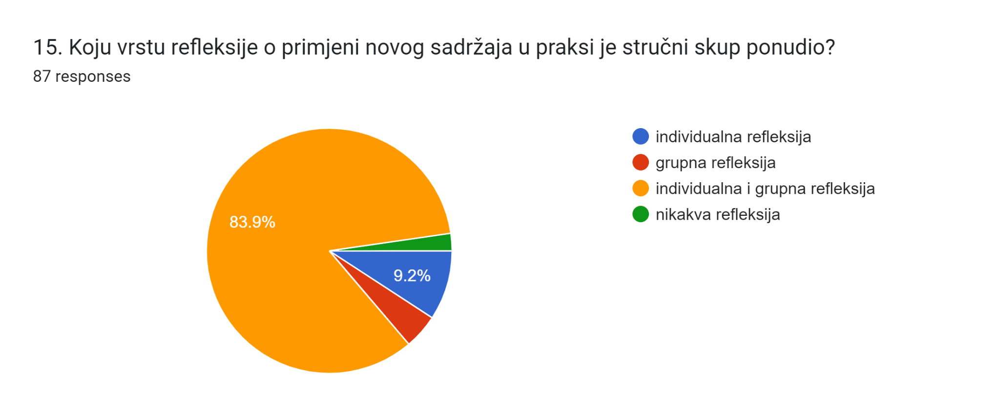 15. Koju vrstu refleksije o primjeni novog sadržaja u praksi je stručni skup ponudio?
87 responses
individualna refleksija
grupna refleksija
individualna i grupna refleksija
nikakva refleksija
83.9%
9.2%